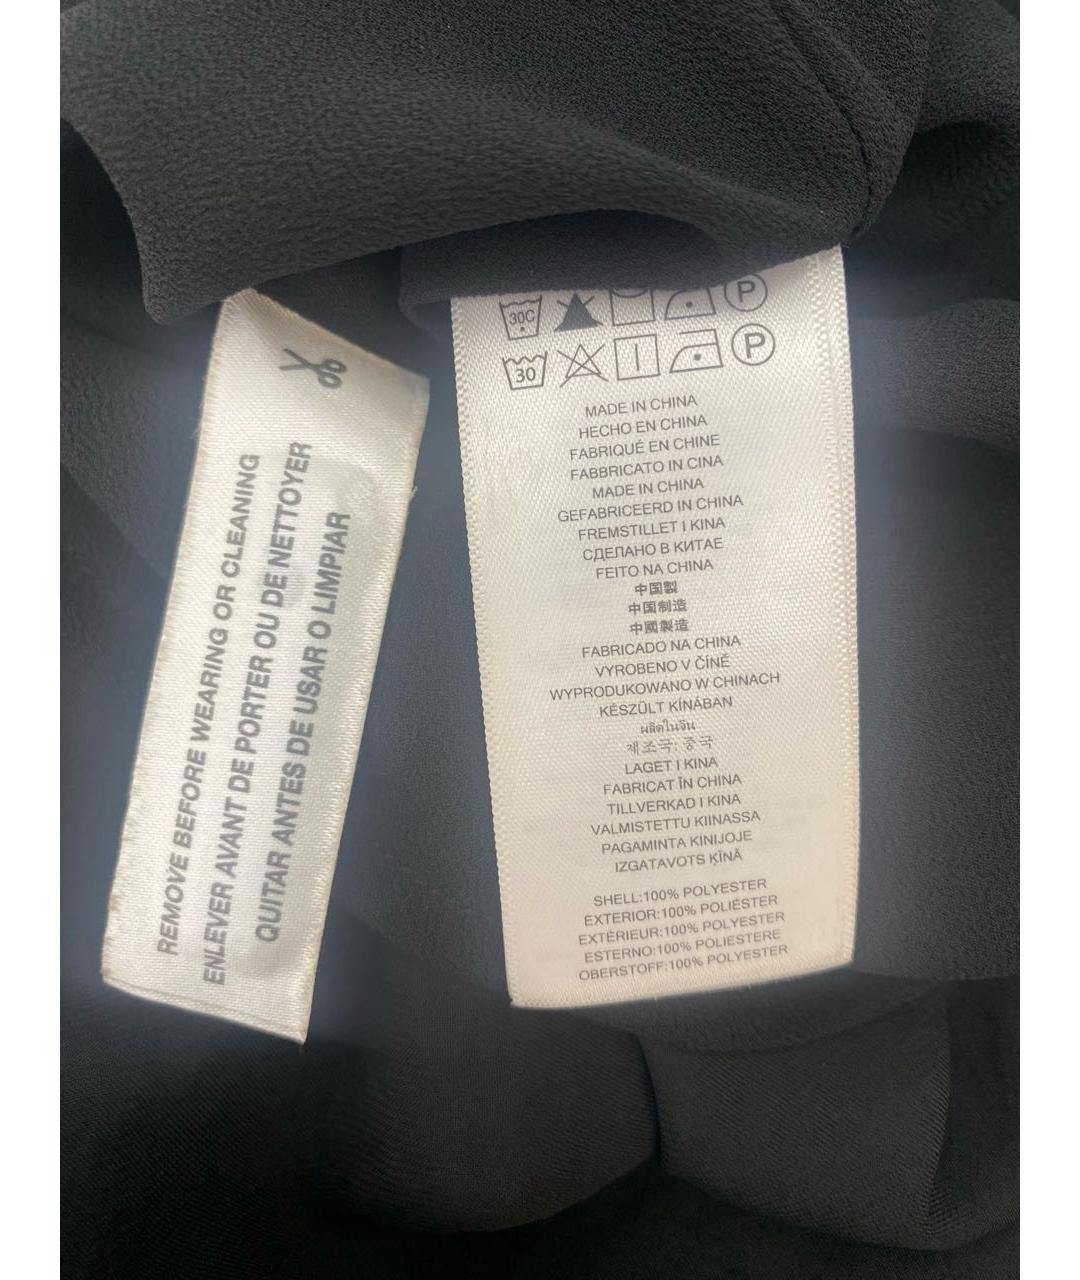 REMOVE BEFORE WEARING OR CLEANING
ENLEVER AVANT DE PORTER OU DE NETTOYER
QUITAR ANTES DE USAR O LIMPIAR
30C P
30 P
MADE IN CHINA
HECHO EN CHINA
FABRIQUÉ EN CHINE
FABBRICATO IN CINA
MADE IN CHINA
GEFABRICEERD IN CHINA
FREMSTILLET I KINA
СДЕЛАНО В КИТАЕ
FEITO NA CHINA
中国製
中国制造
中國製造
FABRICADO NA CHINA
VYROBENO V ČÍNĚ
WYPRODUKOWANO W CHINACH
KÉSZÜLT KÍNÁBAN
ผลิตในจีน
제조국: 중국
LAGET I KINA
FABRICAT ÎN CHINA
TILLVERKAD I KINA
VALMISTETTU KIINASSA
PAGAMINTA KINIJOJE
IZGATAVOTS ĶĪNĀ
SHELL:100% POLYESTER
EXTERIOR:100% POLIÉSTER
EXTÉRIEUR:100% POLYESTER
ESTERNO:100% POLIESTERE
OBERSTOFF:100% POLYESTER